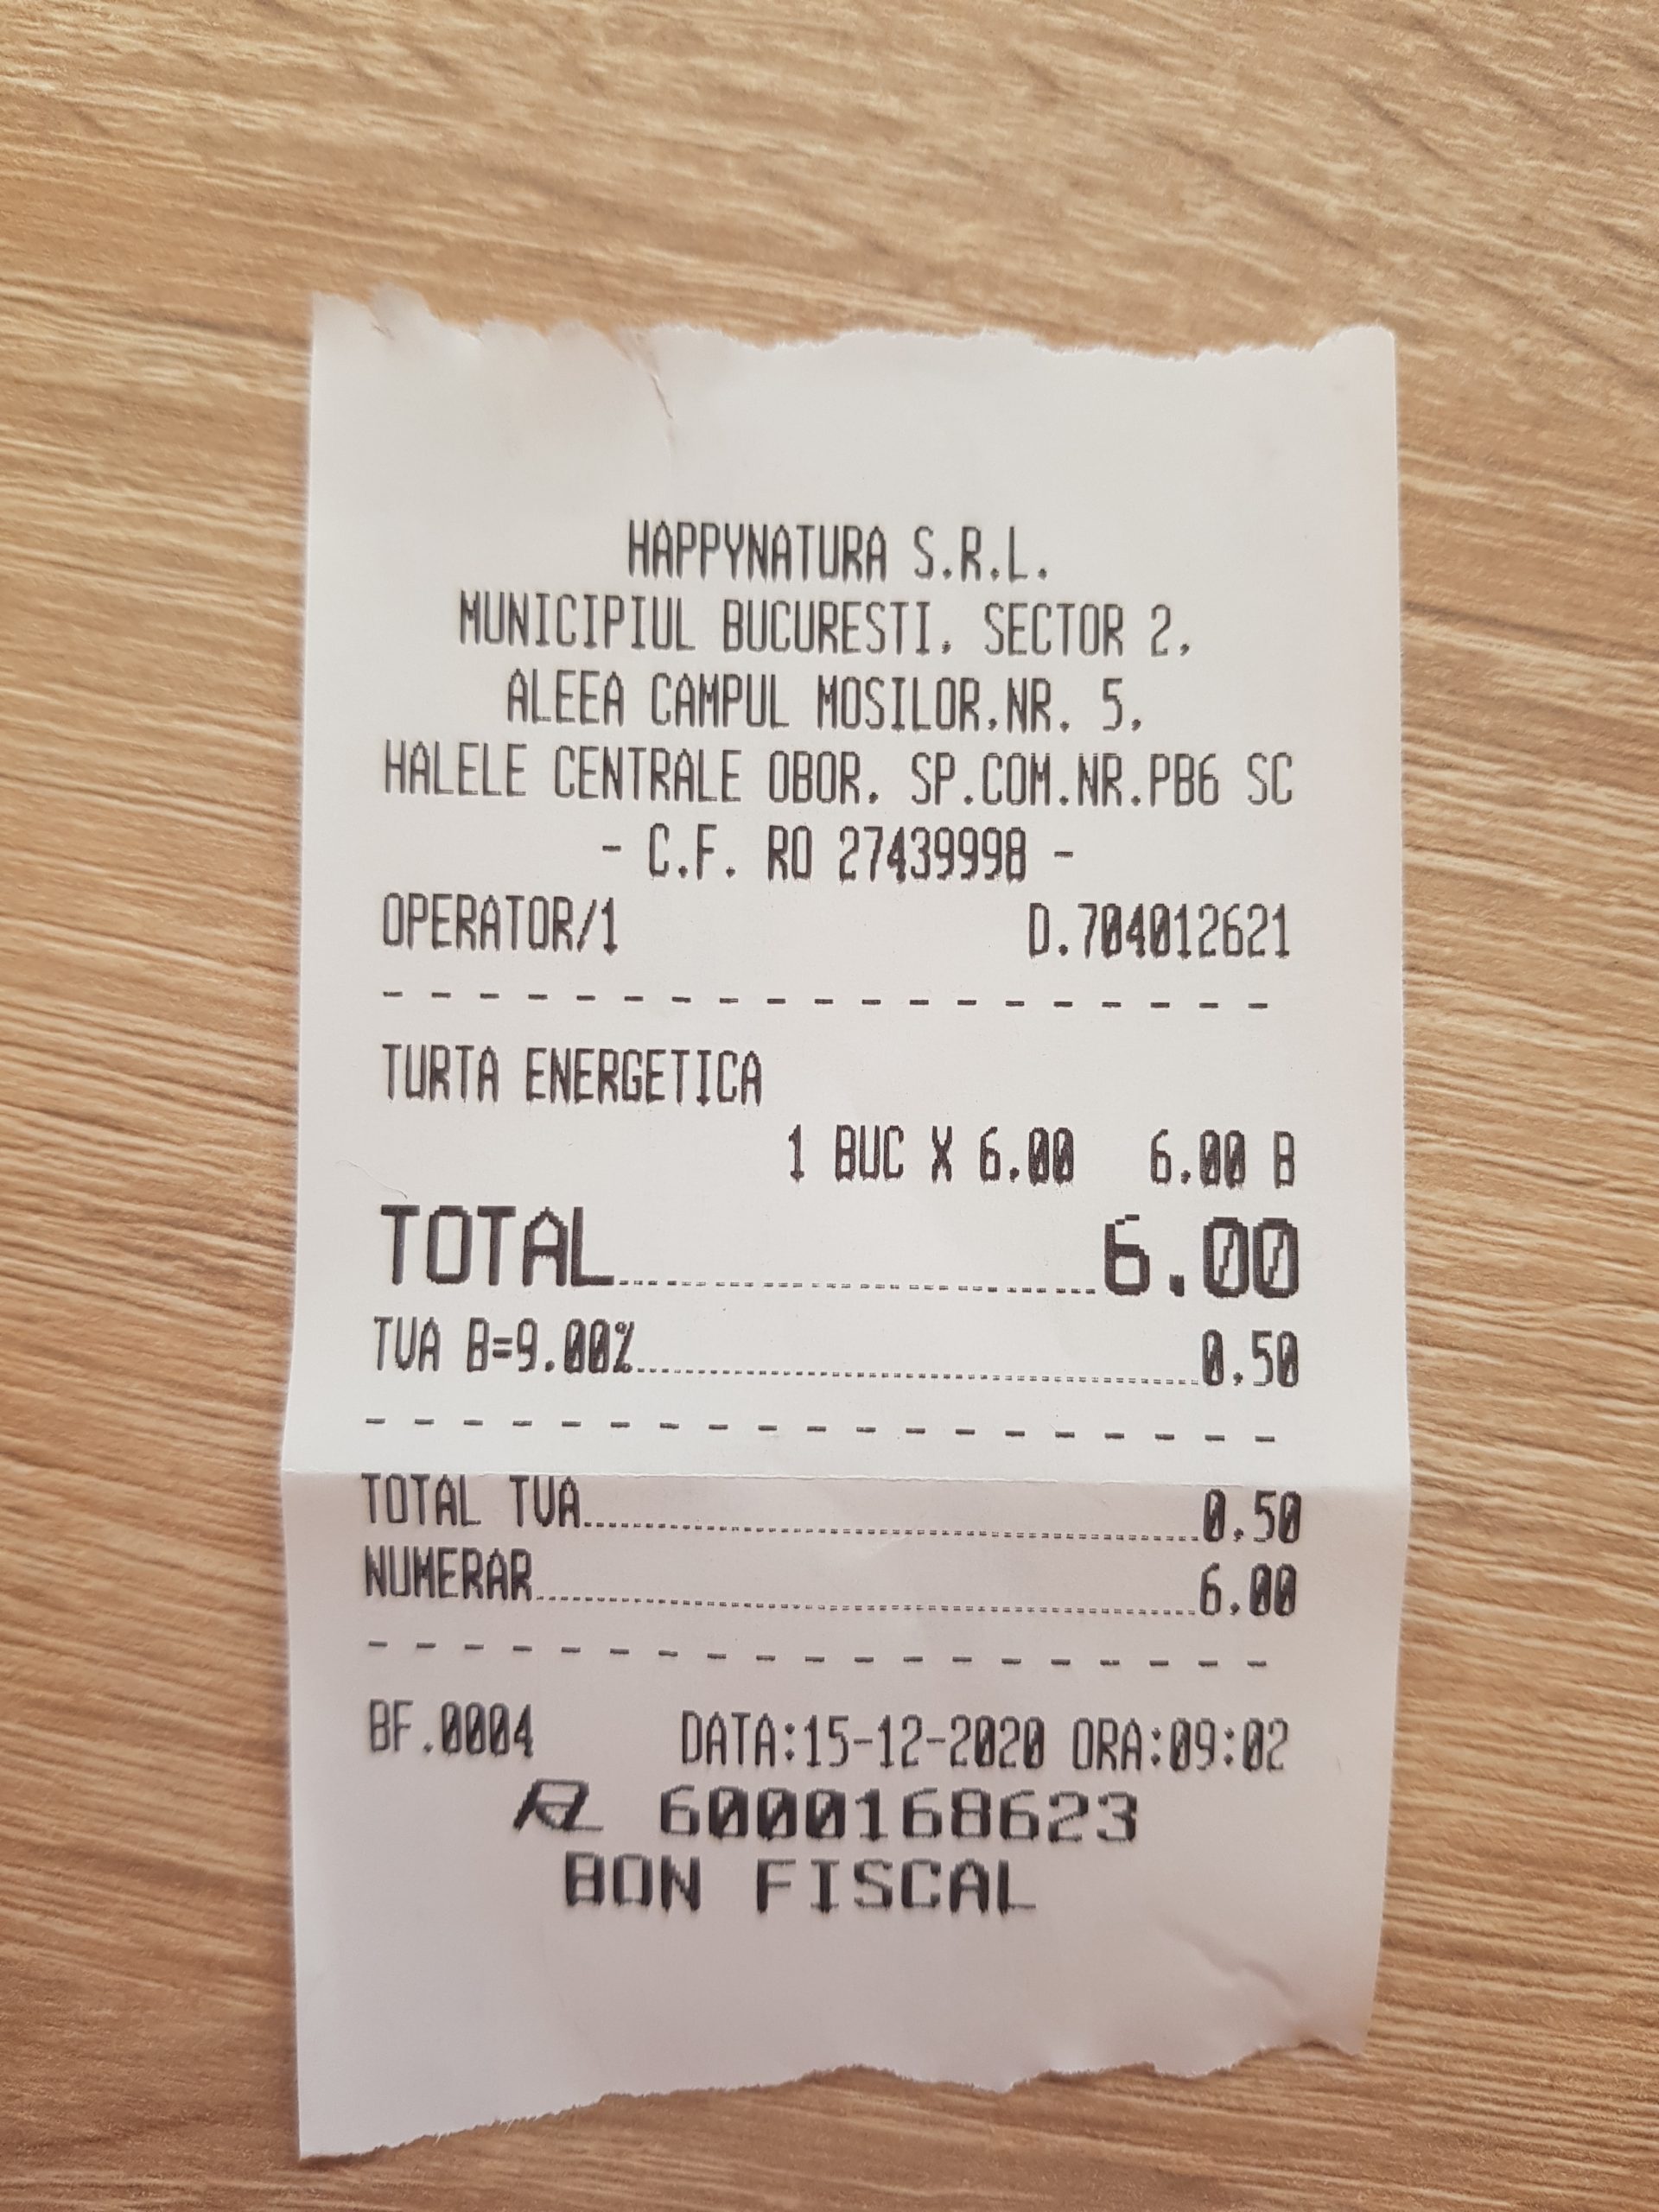 HAPPYNATURA S.R.L.
MUNICIPIUL BUCURESTI, SECTOR 2,
ALEEA CAMPUL MOSILOR,NR. 5,
HALELE CENTRALE OBOR, SP.COM.NR.PB6 SC
- C.F. RO 27439998 -
OPERATOR/1 D.704012621
- - - - - - - - - - - - - - - - - - -
TURTA ENERGETICA
1 BUC X 6.00 6.00 B
TOTAL....................6.00
TVA B=9.00%....................0.50
- - - - - - - - - - - - - - - - - - -
TOTAL TVA....................0.50
NUMERAR....................6.00
- - - - - - - - - - - - - - - - - - -
BF.0004 DATA:15-12-2020 ORA:09:02
6000168623
BON FISCAL